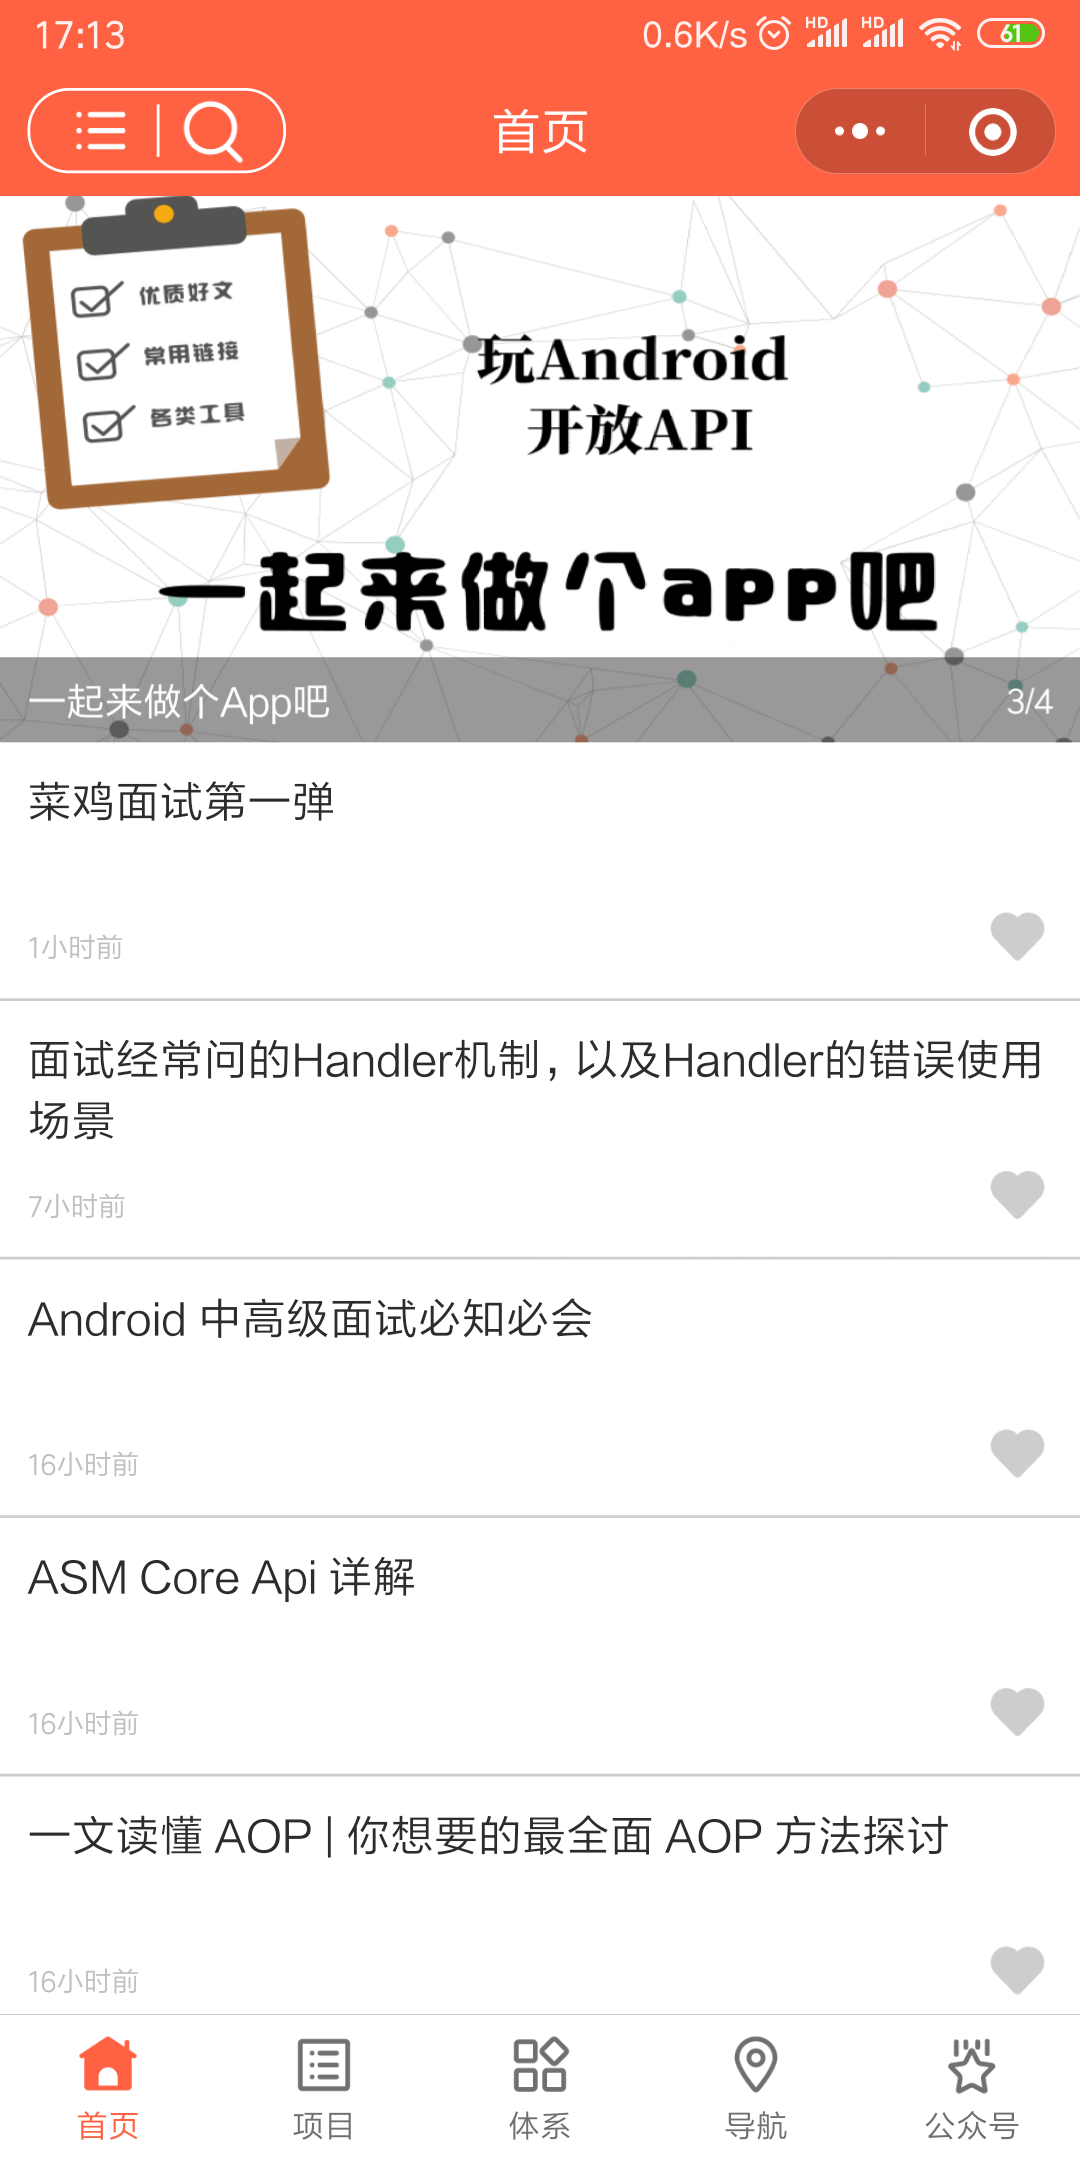 17:13
0.6K/s HD HD 61
首页
优质好文
常用链接
各类工具
玩Android
开放API
一起来做个app吧
一起来做个App吧
3/4
菜鸡面试第一弹
1小时前
面试经常问的Handler机制，以及Handler的错误使用
场景
7小时前
Android 中高级面试必知必会
16小时前
ASM Core Api 详解
16小时前
一文读懂 AOP | 你想要的最全面 AOP 方法探讨
16小时前
首页 项目 体系 导航 公众号